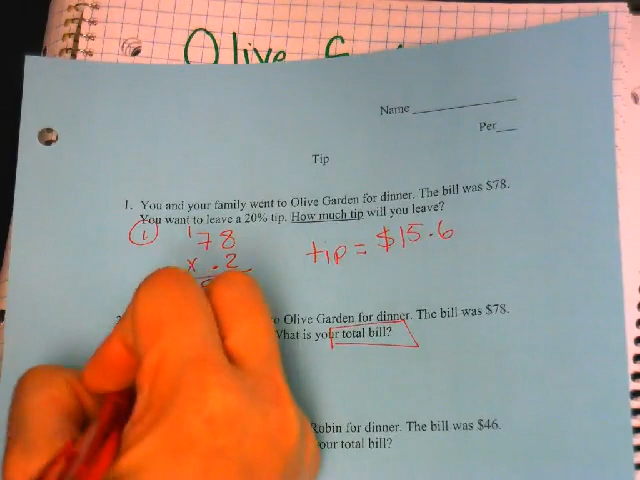 Olive
Name
Per
Tip
1. You and your family went to Olive Garden for dinner. The bill was $78.
You want to leave a 20% tip. How much tip will you leave?
1
1
78
x .2
tip = $15.6
Olive Garden for dinner. The bill was $78.
What is your total bill?
Robin for dinner. The bill was $46.
your total bill?